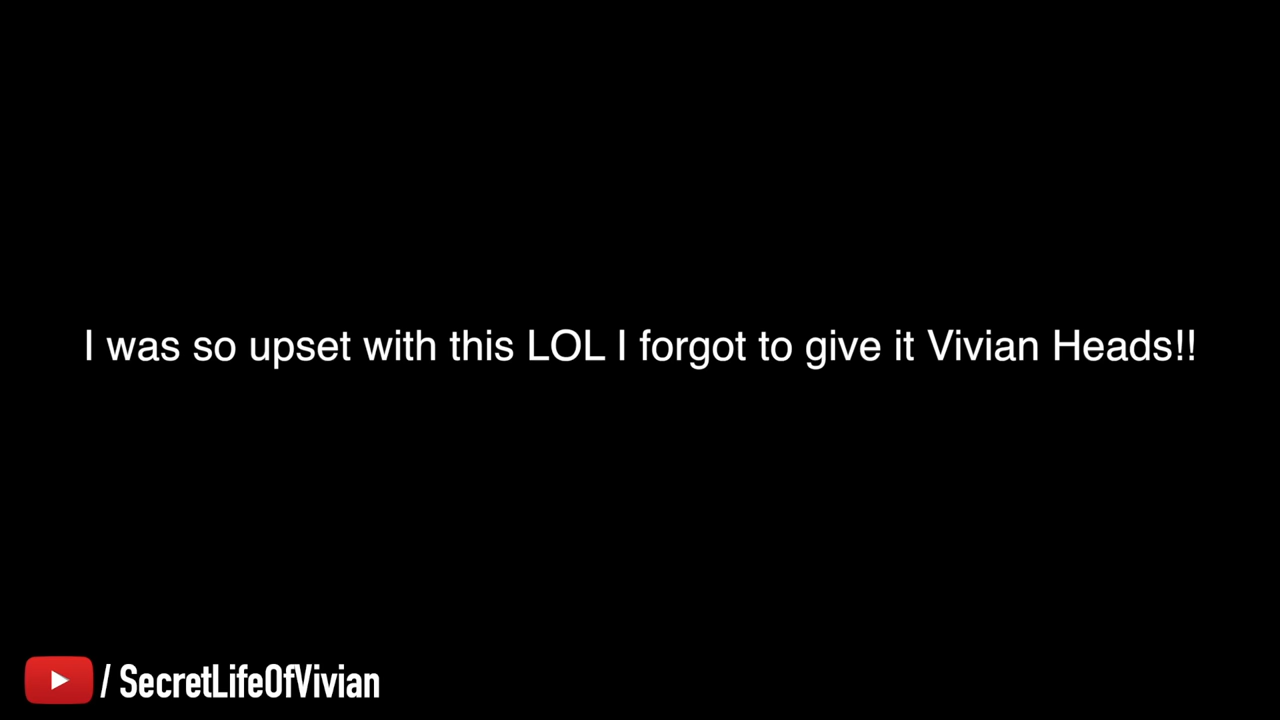 I was so upset with this LOL I forgot to give it Vivian Heads!!
/ SecretLifeOfVivian